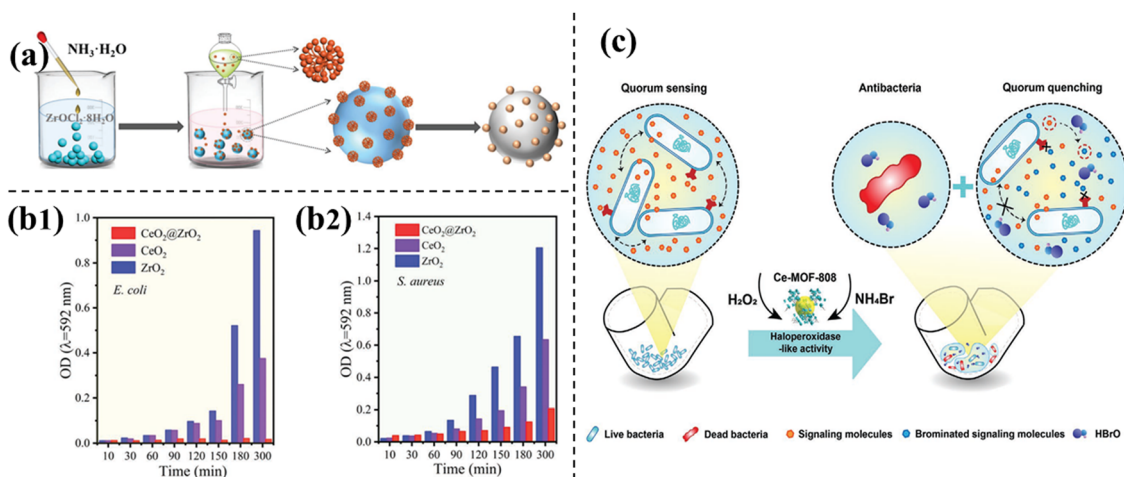 (a)
NH₃·H₂O
ZrOCl₂·8H₂O
(b1)
OD (λ=592 nm)
1.0
0.8
0.6
0.4
0.2
0.0
CeO₂@ZrO₂
CeO₂
ZrO₂
E. coli
10 30 60 90 120 150 180 300
Time (min)
(b2)
OD (λ=592 nm)
1.4
1.2
1.0
0.8
0.6
0.4
0.2
0.0
CeO₂@ZrO₂
CeO₂
ZrO₂
S. aureus
10 30 60 90 120 150 180 300
Time (min)
(c)
Quorum sensing
Antibacteria
Quorum quenching
Ce-MOF-808
H₂O₂
NH₄Br
Haloperoxidase
-like activity
Live bacteria
Dead bacteria
Signaling molecules
Brominated signaling molecules
HBrO